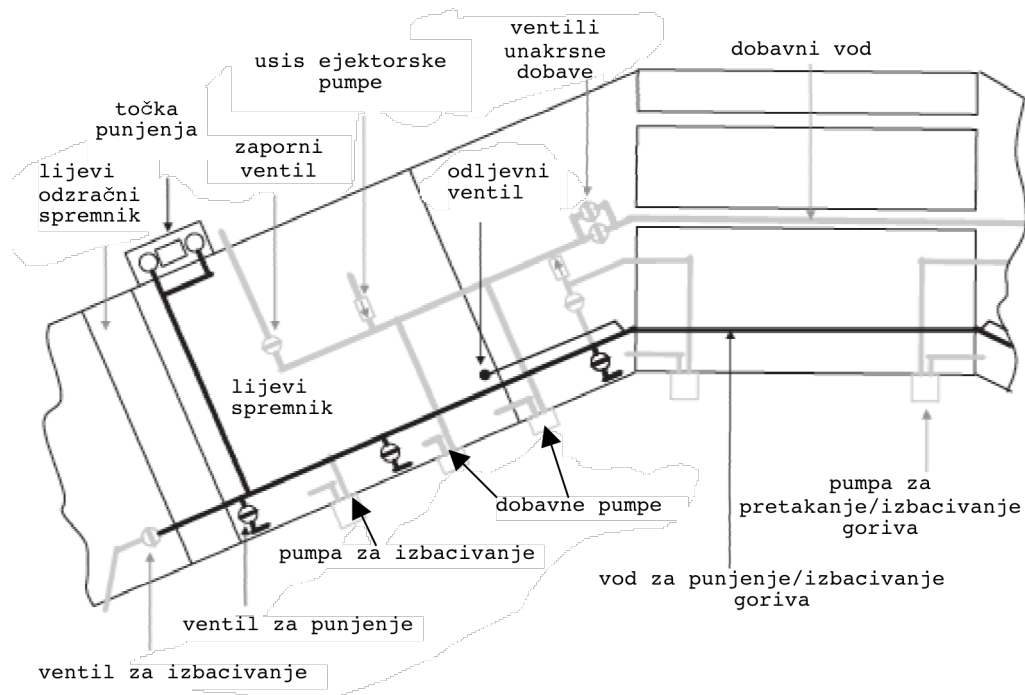 ventili
unakrsne
dobave
dobavni vod
usis ejektorske
pumpe
točka
punjenja
zaporni
ventil
lijevi
odzračni
spremnik
odljevni
ventil
lijevi
spremnik
dobavne pumpe
pumpa za
pretakanje/izbacivanje
goriva
pumpa za izbacivanje
vod za punjenje/izbacivanje
goriva
ventil za punjenje
ventil za izbacivanje